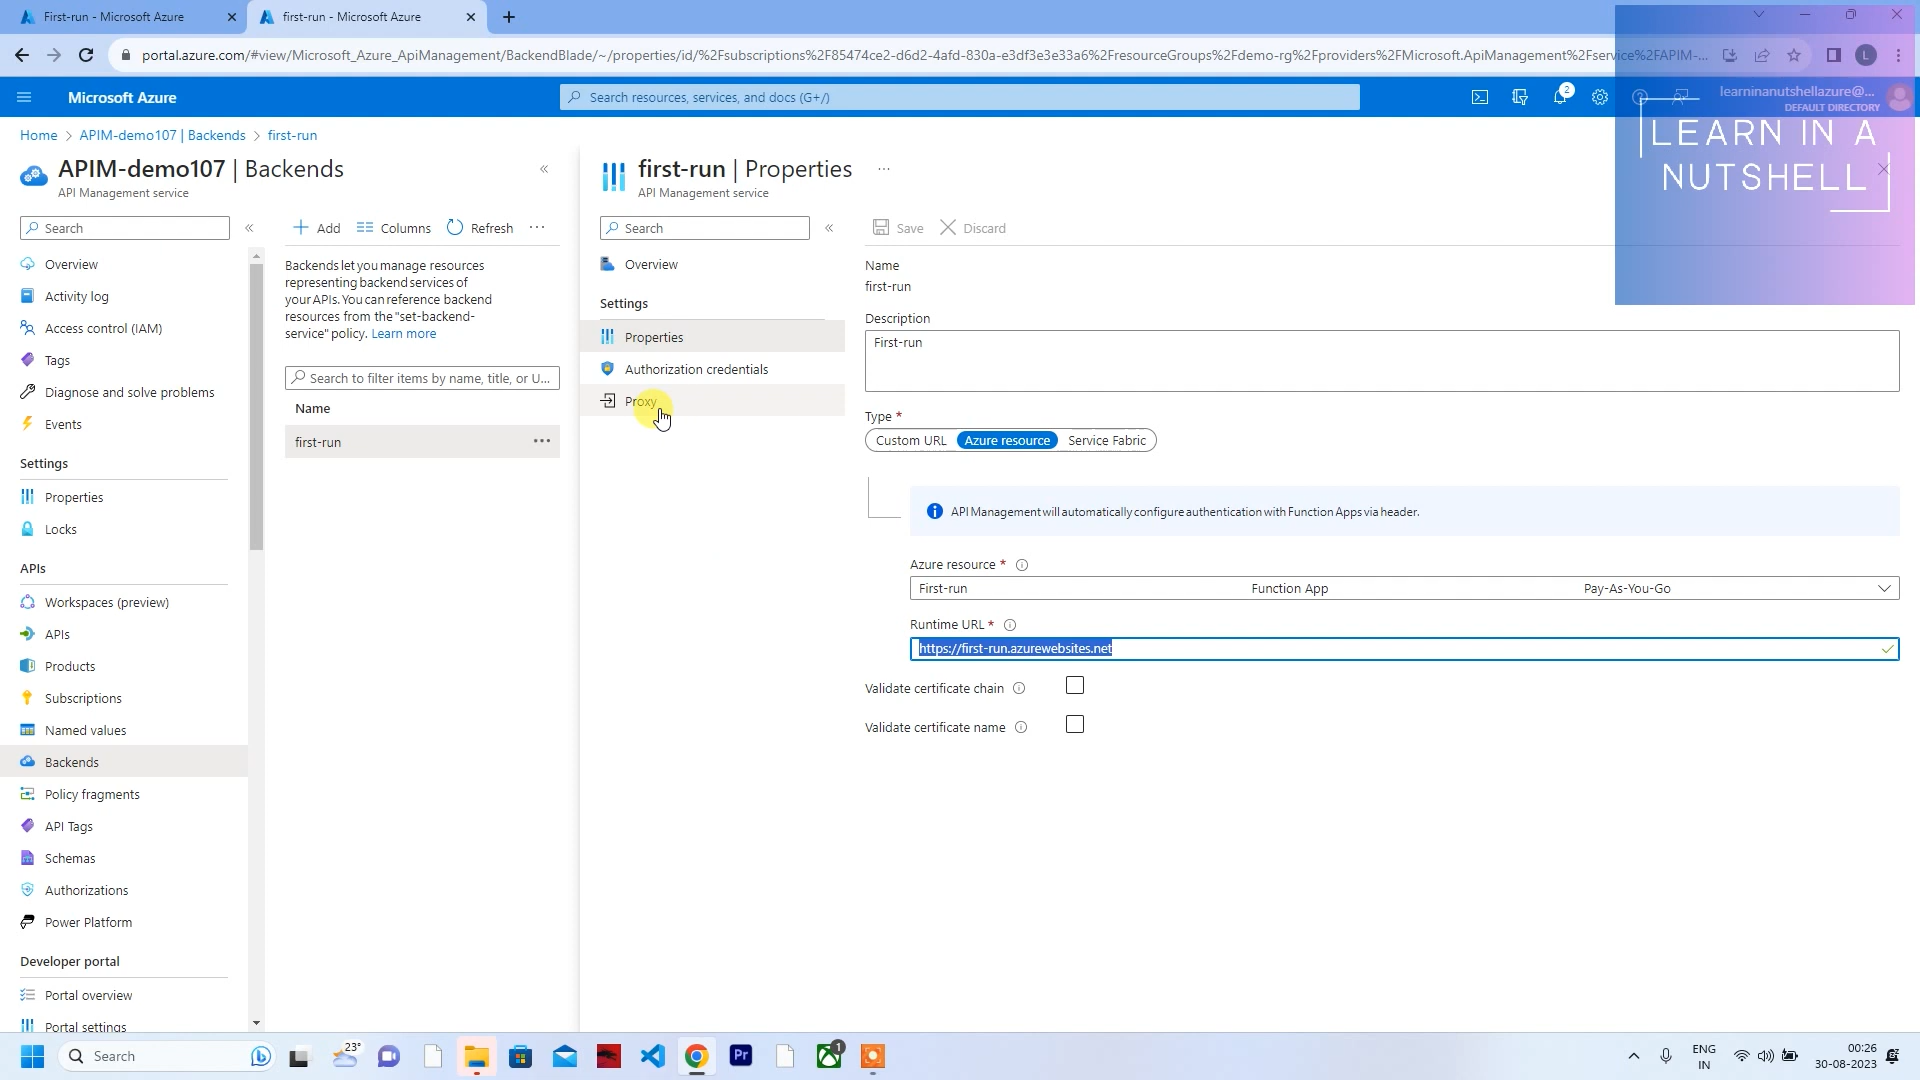 First-run - Microsoft Azure
first-run - Microsoft Azure
portal.azure.com/#view/Microsoft_Azure_ApiManagement/BackendBlade/~/properties/id/%2Fsubscriptions%2F85474ce2-d6d2-4afd-830a-e3df3e3e33a6%2FresourceGroups%2Fdemo-rg%2Fproviders%2FMicrosoft.ApiManagement%2Fservice%2FAPIM-...
L
Microsoft Azure
Search resources, services, and docs (G+/)
2
learninanutshellazure@...
DEFAULT DIRECTORY
LEARN IN A
NUTSHELL
Home > APIM-demo107 | Backends > first-run
APIM-demo107 | Backends
API Management service
Search
Overview
Activity log
Access control (IAM)
Tags
Diagnose and solve problems
Events
Settings
Properties
Locks
APIs
Workspaces (preview)
APIs
Products
Subscriptions
Named values
Backends
Policy fragments
API Tags
Schemas
Authorizations
Power Platform
Developer portal
Portal overview
Portal settings
Add
Columns
Refresh
Backends let you manage resources
representing backend services of
your APIs. You can reference backend
resources from the "set-backend-
service" policy. Learn more
Search to filter items by name, title, or U...
Name
first-run
first-run | Properties
API Management service
Search
Overview
Settings
Properties
Authorization credentials
Proxy
Save
Discard
Name
first-run
Description
First-run
Type *
Custom URL
Azure resource
Service Fabric
API Management will automatically configure authentication with Function Apps via header.
Azure resource *
First-run
Function App
Pay-As-You-Go
Runtime URL *
https://first-run.azurewebsites.net
Validate certificate chain
Validate certificate name
Search
23°
Pr
1
ENG
IN
00:26
30-08-2023